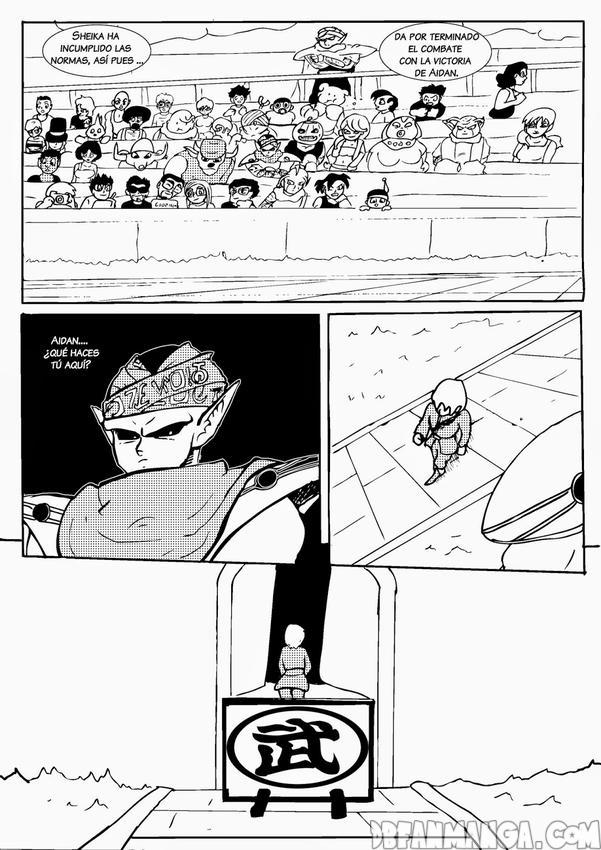 SHEIKA HA
INCUMPLIDO LAS
NORMAS, ASÍ PUES ...
DA POR TERMINADO
EL COMBATE
CON LA VICTORIA
DE AIDAN.
AIDAN....
¿QUÉ HACES
TÚ AQUÍ?
武
DBFANMANGA.COM